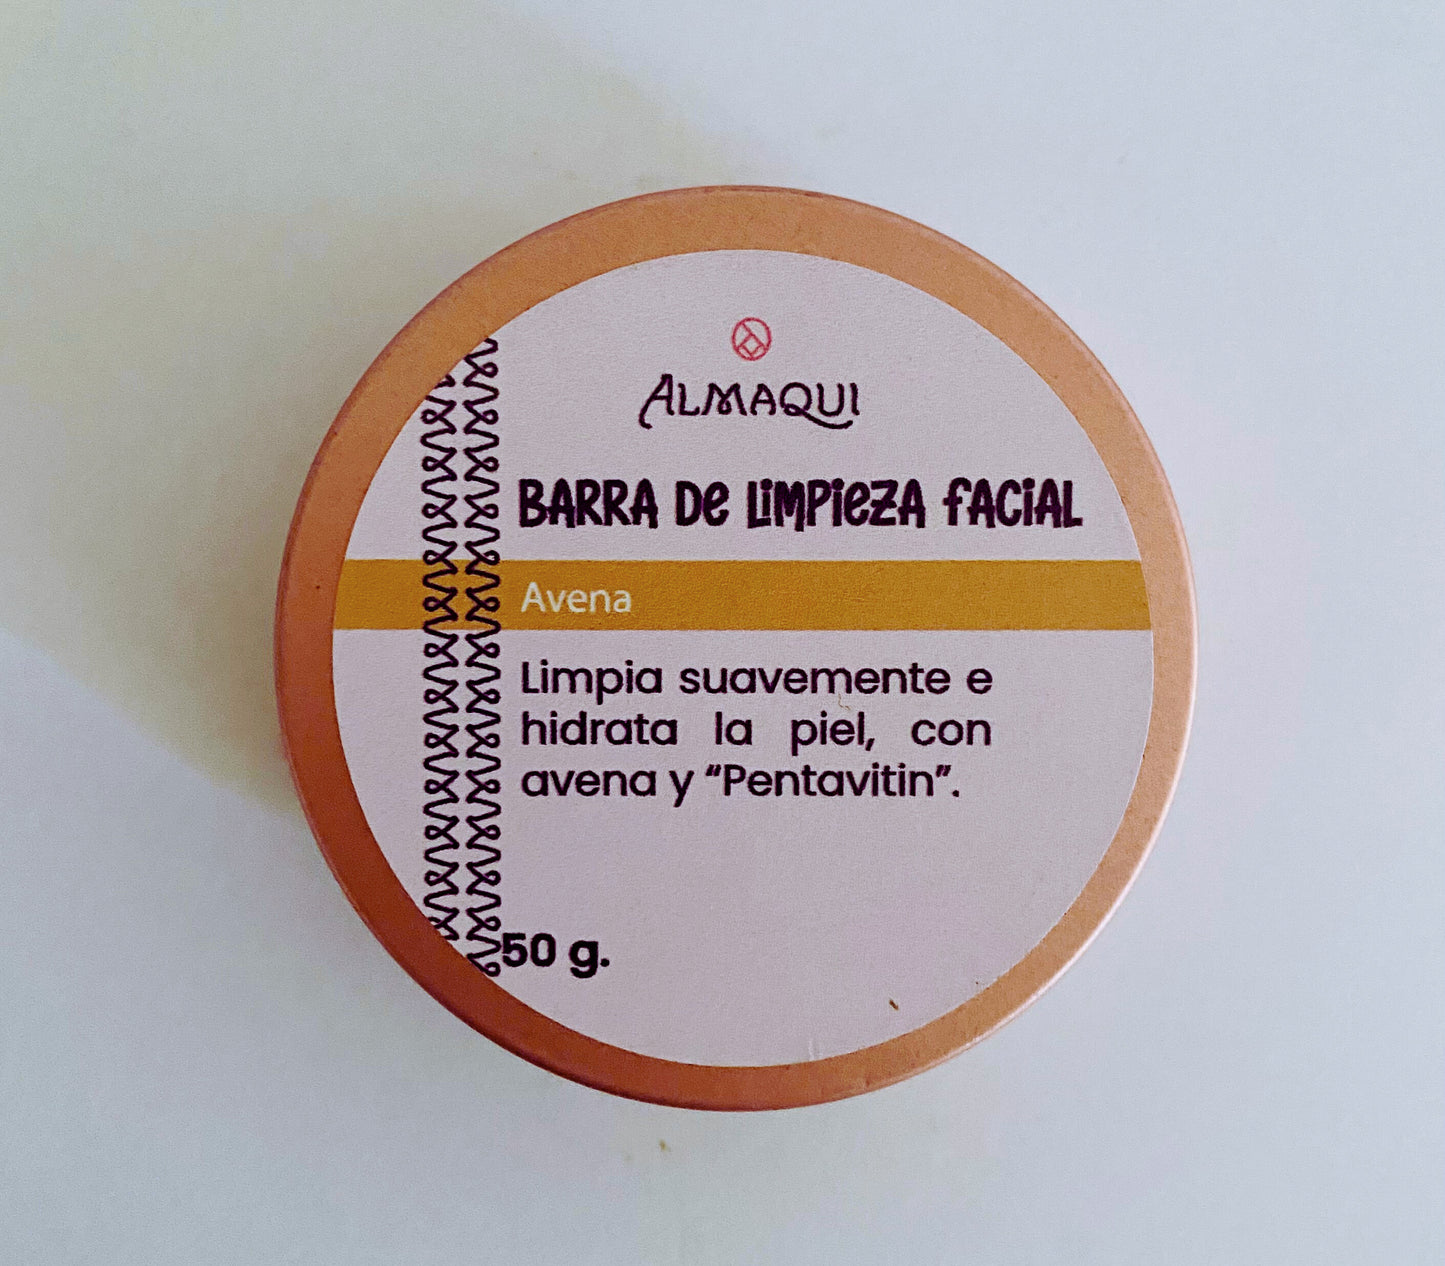 ALMAQUI
BARRA DE LiMPiEZA fACiAL
Avena
Limpia suavemente e
hidrata la piel, con
avena y “Pentavitin”.
50 g.